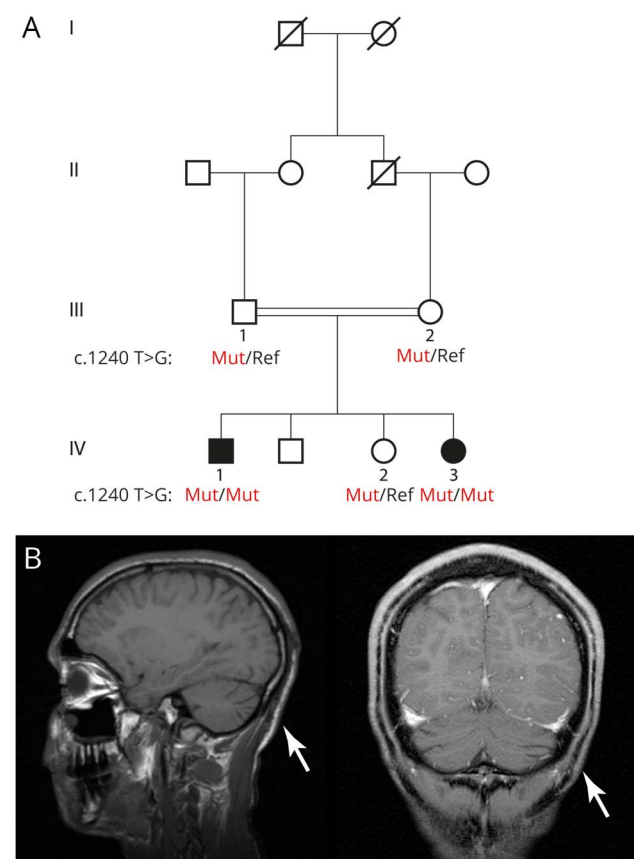 A
I
II
III
1
2
c.1240 T>G:
Mut/Ref
Mut/Ref
IV
1
2
3
c.1240 T>G:
Mut/Mut
Mut/Ref
Mut/Mut
B